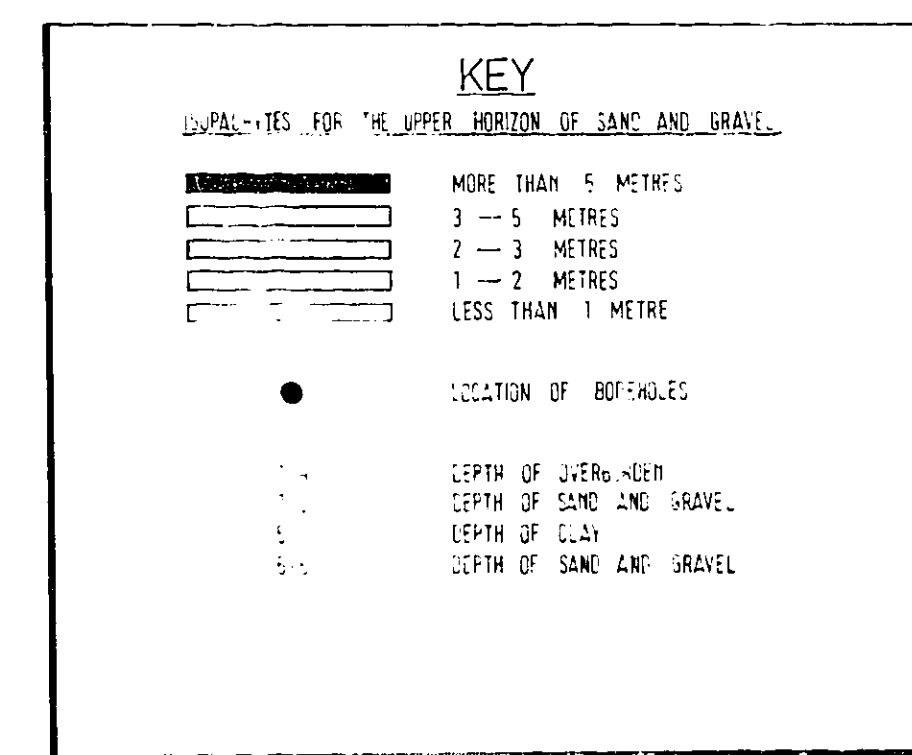 KEY
FOR THE UPPER HORIZON OF SAND AND GRAVEL
MORE THAN 5 METRES
3 — 5 METRES
2 — 3 METRES
1 — 2 METRES
LESS THAN 1 METRE
LOCATION OF BOREHOLES
DEPTH OF OVERBURDEN
DEPTH OF SAND AND GRAVEL
DEPTH OF CLAY
DEPTH OF SAND AND GRAVEL